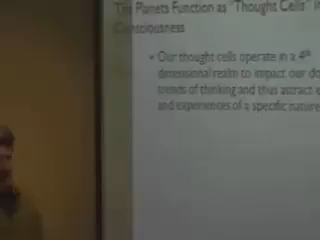 The Planets Function as "Thought Cells" in
Consciousness
• Our thought cells operate in a 4th
dimensional realm to impact our do
trends of thinking and thus attract e
and experiences of a specific nature